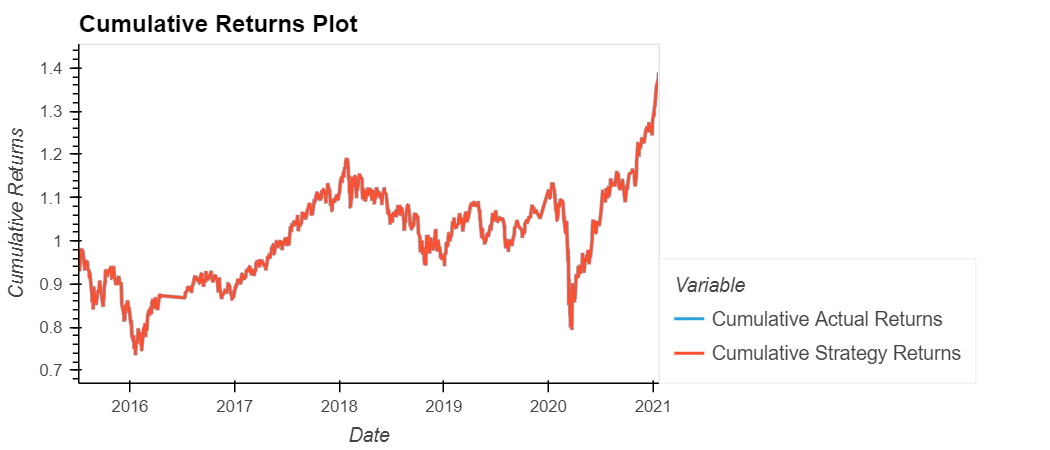 Cumulative Returns Plot
Cumulative Returns
1.4
1.3
1.2
1.1
1
0.9
0.8
0.7
2016
2017
2018
2019
2020
2021
Date
Variable
Cumulative Actual Returns
Cumulative Strategy Returns